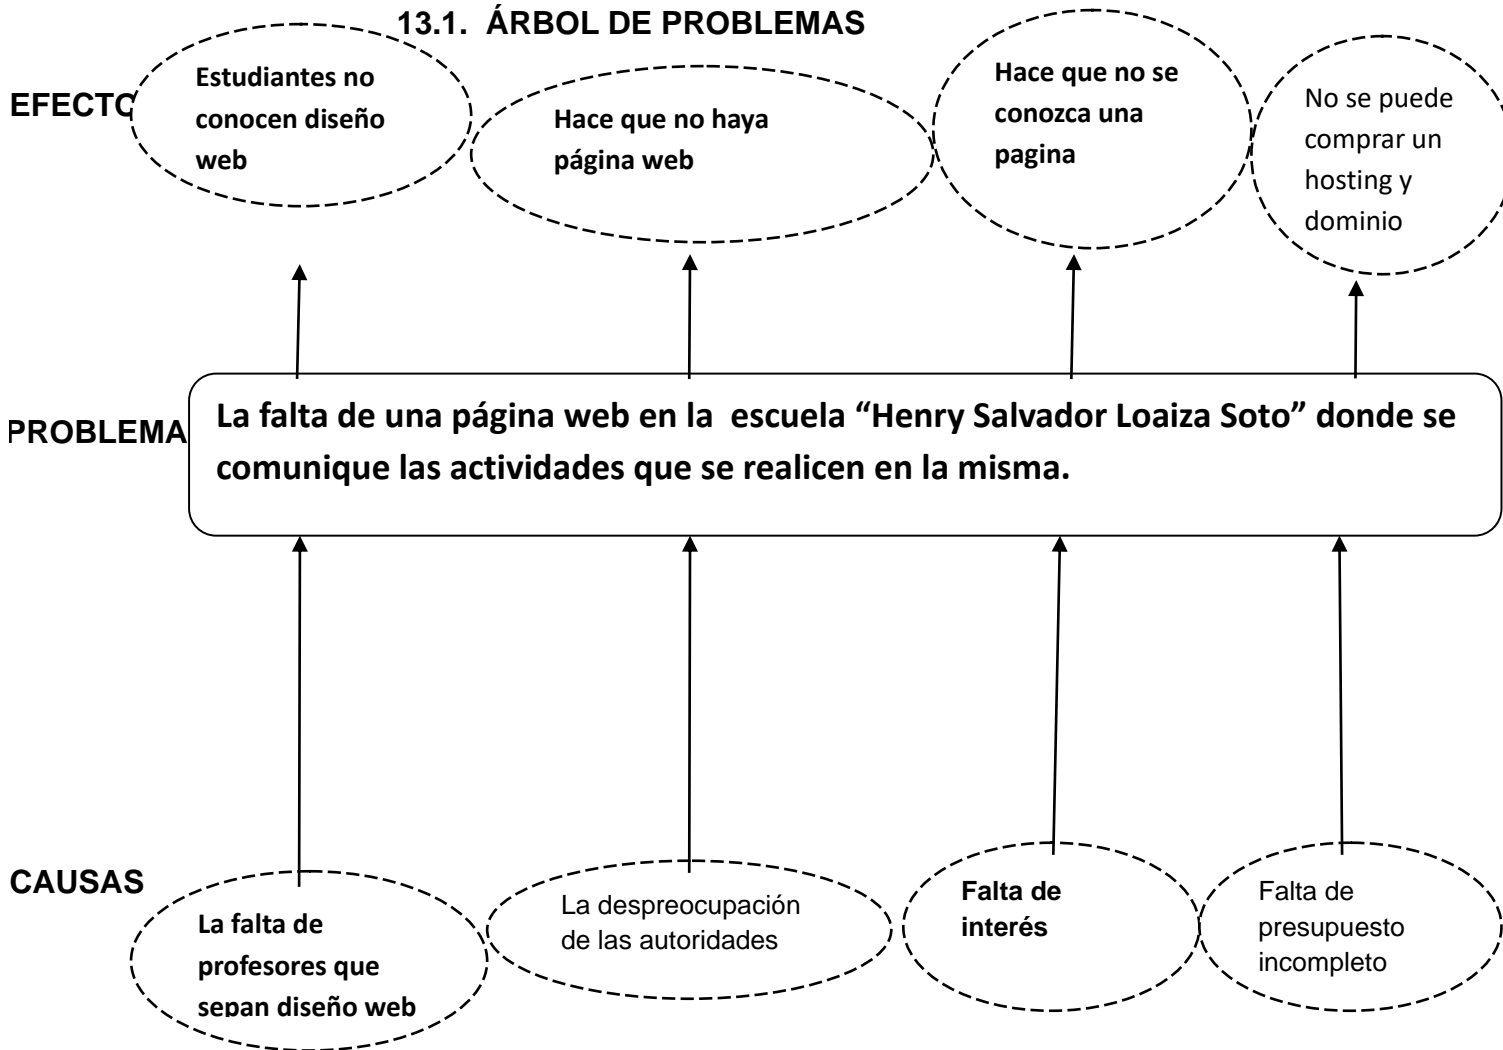 13.1. ÁRBOL DE PROBLEMAS
EFECTO
Estudiantes no
conocen diseño
web
Hace que no haya
página web
Hace que no se
conozca una
pagina
No se puede
comprar un
hosting y
dominio
PROBLEMA
La falta de una página web en la escuela “Henry Salvador Loaiza Soto” donde se
comunique las actividades que se realicen en la misma.
CAUSAS
La falta de
profesores que
sepan diseño web
La despreocupación
de las autoridades
Falta de
interés
Falta de
presupuesto
incompleto